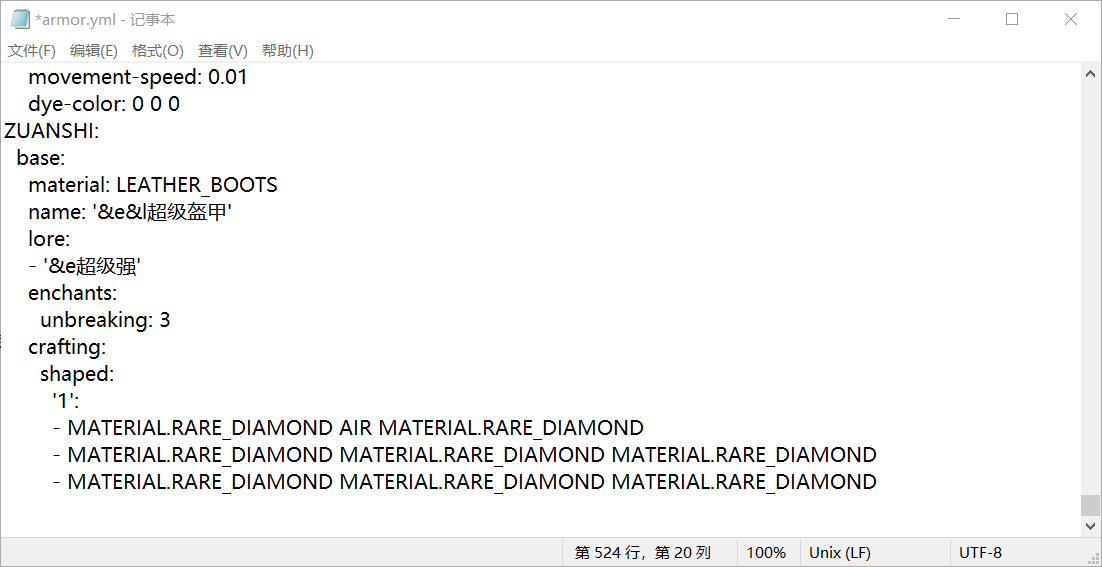 *armor.yml - 记事本
文件(F) 编辑(E) 格式(O) 查看(V) 帮助(H)
movement-speed: 0.01
dye-color: 0 0 0
ZUANSHI:
base:
material: LEATHER_BOOTS
name: '&e&l超级盔甲'
lore:
- '&e超级强'
enchants:
unbreaking: 3
crafting:
shaped:
'1':
- MATERIAL.RARE_DIAMOND AIR MATERIAL.RARE_DIAMOND
- MATERIAL.RARE_DIAMOND MATERIAL.RARE_DIAMOND MATERIAL.RARE_DIAMOND
- MATERIAL.RARE_DIAMOND MATERIAL.RARE_DIAMOND MATERIAL.RARE_DIAMOND
第 524 行，第 20 列 100% Unix (LF) UTF-8